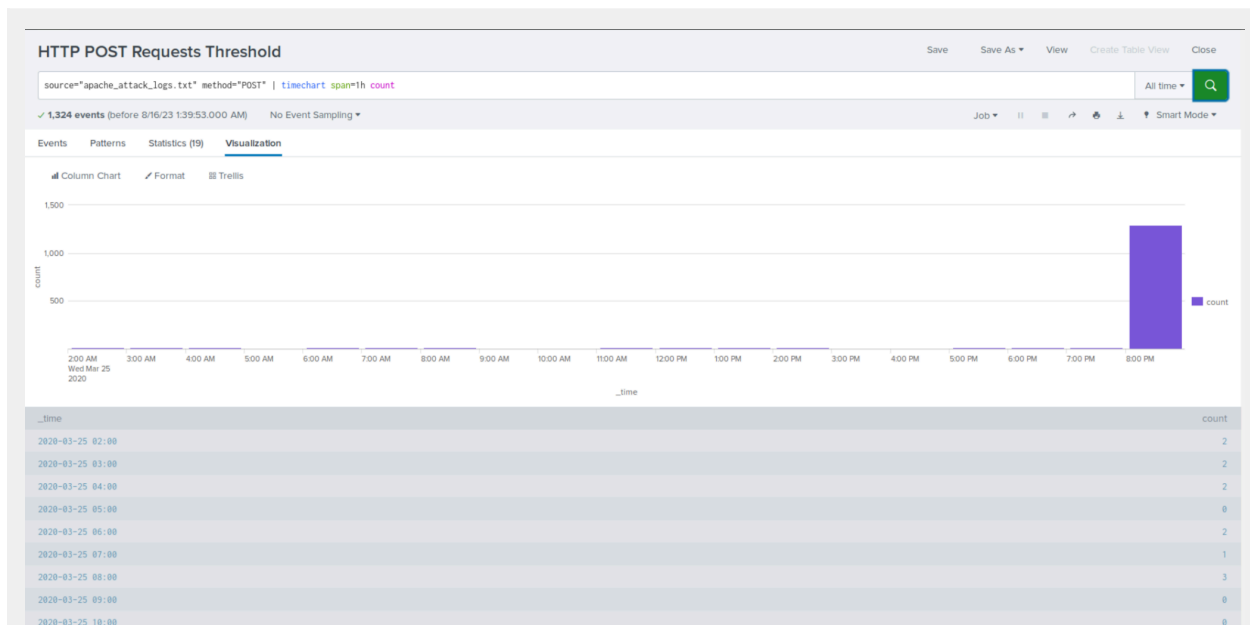 HTTP POST Requests Threshold
Save Save As View Create Table View Close
source="apache_attack_logs.txt" method="POST" | timechart span=1h count
All time
1,324 events (before 8/16/23 1:39:53.000 AM) No Event Sampling
Job Smart Mode
Events Patterns Statistics (19) Visualization
Column Chart Format Trellis
1,500
1,000
500
count
count
2:00 AM 3:00 AM 4:00 AM 5:00 AM 6:00 AM 7:00 AM 8:00 AM 9:00 AM 10:00 AM 11:00 AM 12:00 PM 1:00 PM 2:00 PM 3:00 PM 4:00 PM 5:00 PM 6:00 PM 7:00 PM 8:00 PM
Wed Mar 25
2020
_time
_time count
2020-03-25 02:00 2
2020-03-25 03:00 2
2020-03-25 04:00 2
2020-03-25 05:00 0
2020-03-25 06:00 2
2020-03-25 07:00 1
2020-03-25 08:00 3
2020-03-25 09:00 0
2020-03-25 10:00 0